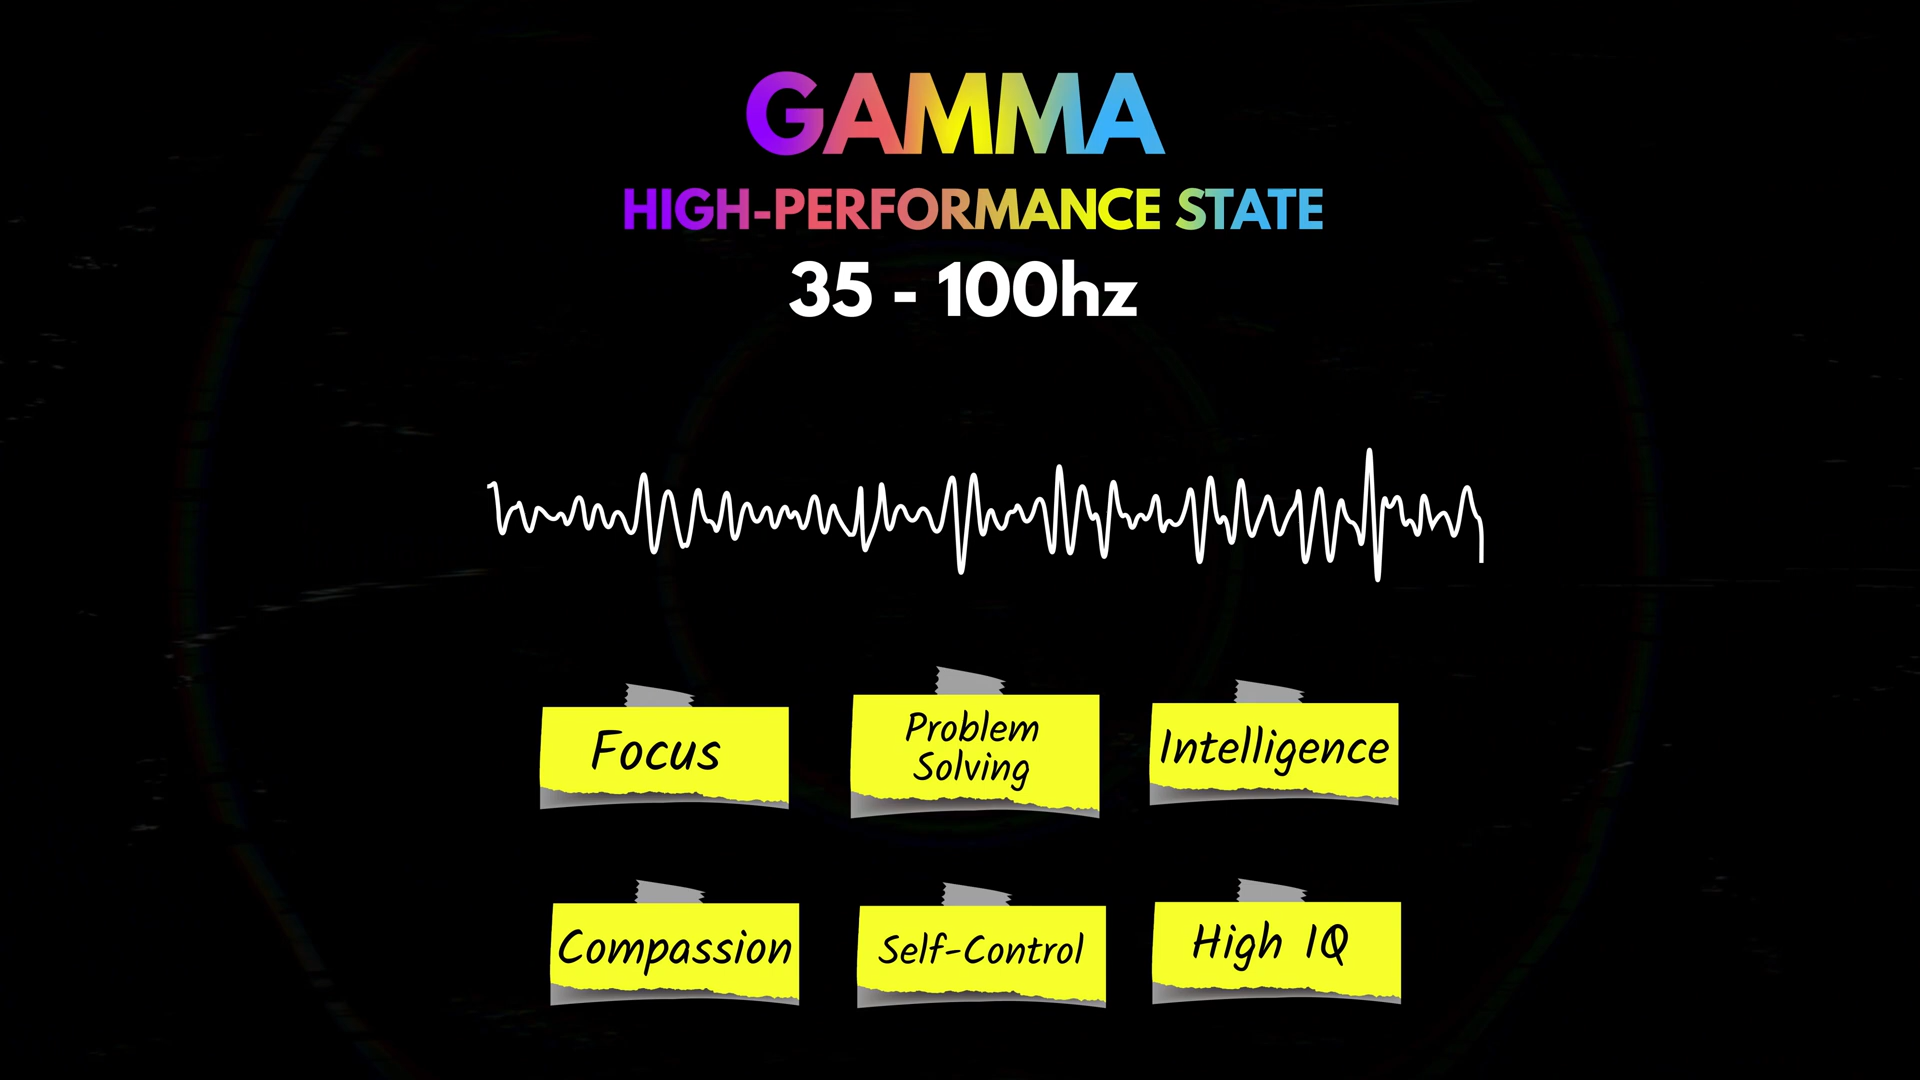 GAMMA
HIGH-PERFORMANCE STATE
35 - 100hz
Focus
Problem
Solving
Intelligence
Compassion
Self-Control
High IQ